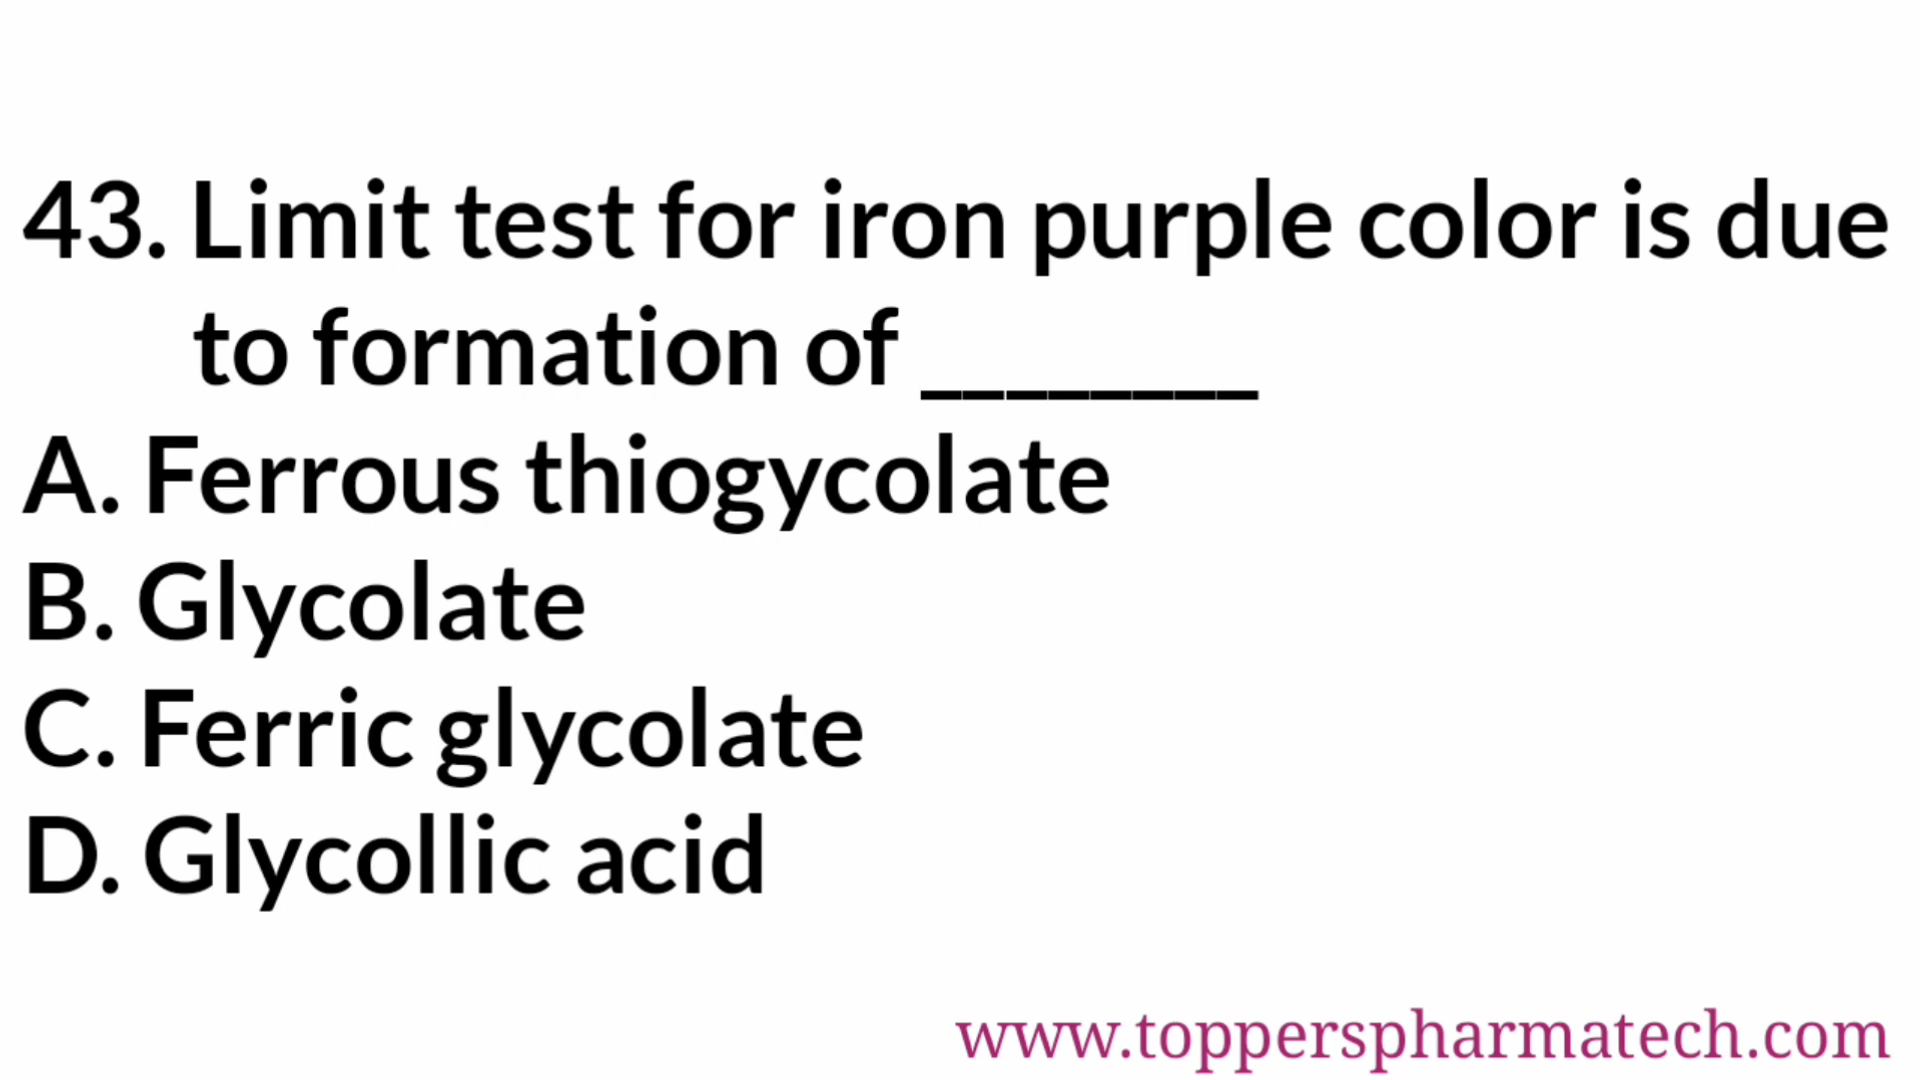 43. Limit test for iron purple color is due
to formation of ________
A. Ferrous thiogycolate
B. Glycolate
C. Ferric glycolate
D. Glycollic acid
www.topperspharmatech.com